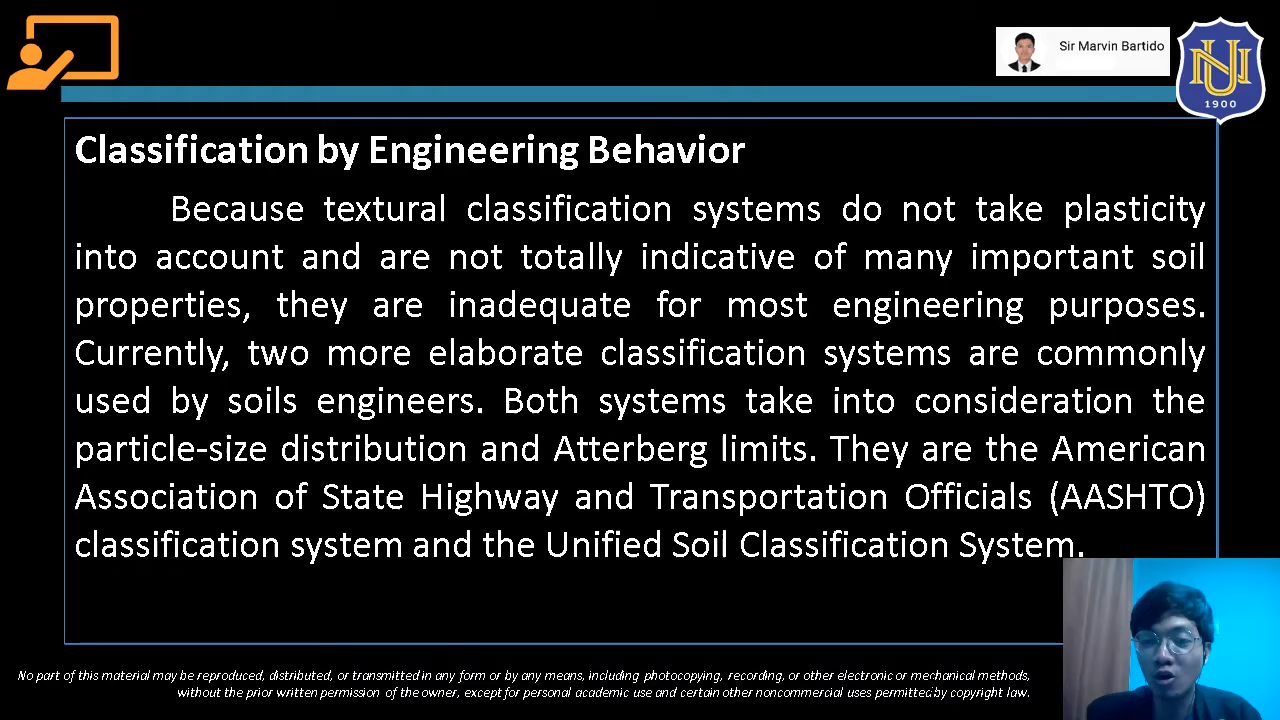 Sir Marvin Bartido
NU
1900
Classification by Engineering Behavior
Because textural classification systems do not take plasticity
into account and are not totally indicative of many important soil
properties, they are inadequate for most engineering purposes.
Currently, two more elaborate classification systems are commonly
used by soils engineers. Both systems take into consideration the
particle-size distribution and Atterberg limits. They are the American
Association of State Highway and Transportation Officials (AASHTO)
classification system and the Unified Soil Classification System.
No part of this material may be reproduced, distributed, or transmitted in any form or by any means, including photocopying, recording, or other electronic or mechanical methods,
without the prior written permission of the owner, except for personal academic use and certain other noncommercial uses permitted by copyright law.